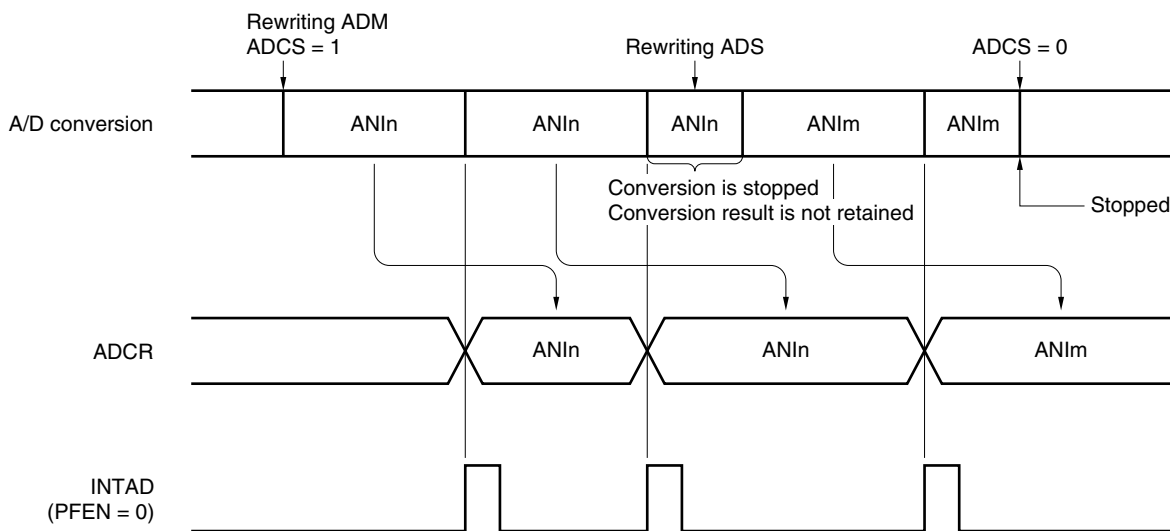 Rewriting ADM
ADCS = 1
Rewriting ADS
ADCS = 0
A/D conversion
ANIn
ANIn
ANIn
ANIm
ANIm
Conversion is stopped
Conversion result is not retained
Stopped
ADCR
ANIn
ANIn
ANIm
INTAD
(PFEN = 0)